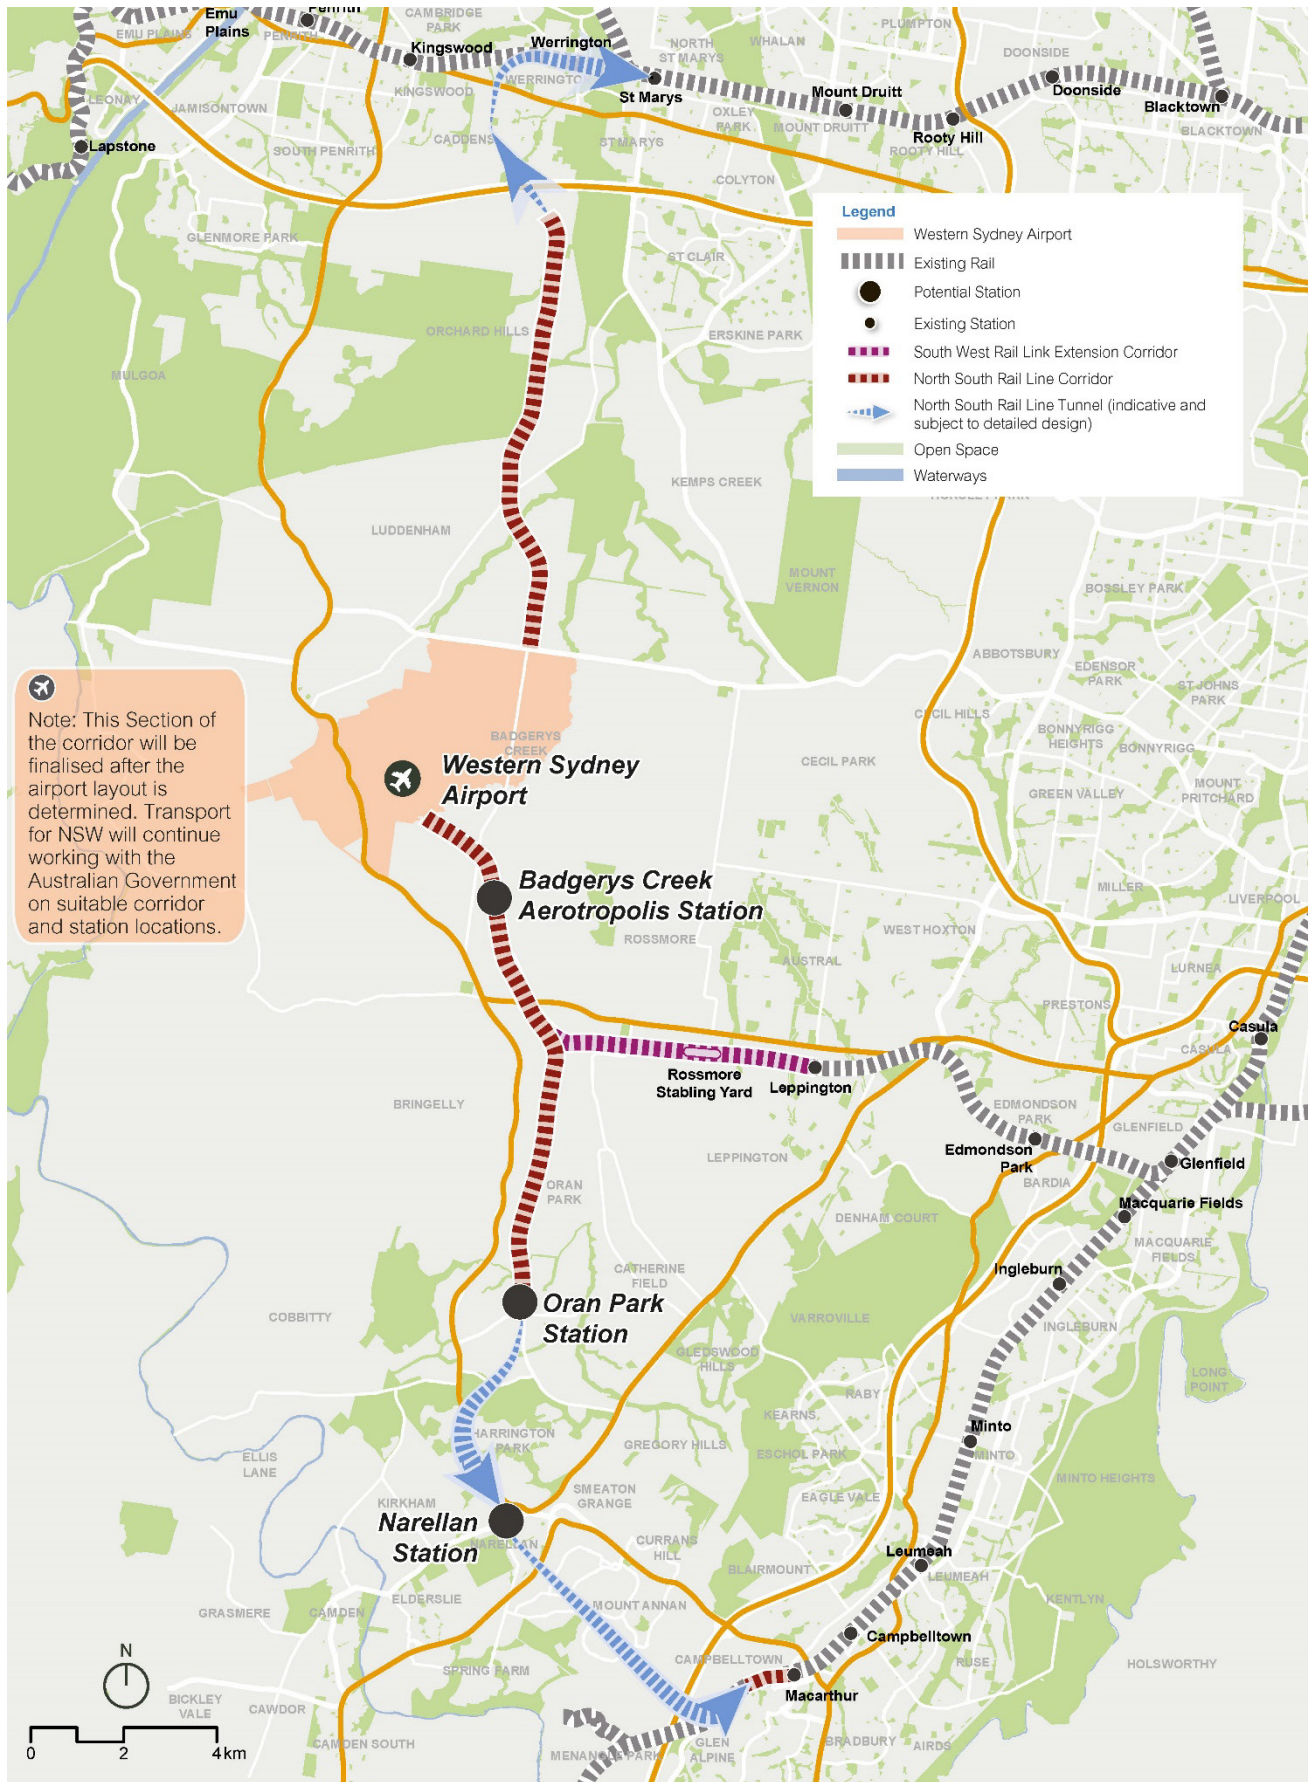 Emu
Plains
Penrith
EMU PLAINS
PENRITH
CAMBRIDGE
PARK
Kingswood
KINGSWOOD
Werrington
NORTH
ST MARYS
WHALAN
PLUMPTON
DOONSIDE
LEONAY
JAMISONTOWN
St Marys
Mount Druitt
Doonside
Blacktown
OXLEY
PARK
MOUNT DRUITT
Rooty Hill
ROOTY HILL
BLACKTOWN
Lapstone
SOUTH PENRITH
CADDENS
ST MARYS
COLYTON
GLENMORE PARK
ST CLAIR
ORCHARD HILLS
ERSKINE PARK
MULGOA
Legend
Western Sydney Airport
Existing Rail
Potential Station
Existing Station
South West Rail Link Extension Corridor
North South Rail Line Corridor
North South Rail Line Tunnel (indicative and
subject to detailed design)
Open Space
Waterways
KEMPS CREEK
LUDDENHAM
MOUNT
VERNON
BOSSLEY PARK
ABBOTSBURY
EDENSOR
PARK
ST JOHNS
PARK
CECIL HILLS
BONNYRIGG
HEIGHTS
BONNYRIGG
CECIL PARK
MOUNT
PRITCHARD
GREEN VALLEY
Note: This Section of
the corridor will be
finalised after the
airport layout is
determined. Transport
for NSW will continue
working with the
Australian Government
on suitable corridor
and station locations.
BADGERYS
CREEK
Western Sydney
Airport
Badgerys Creek
Aerotropolis Station
ROSSMORE
MILLER
LIVERPOOL
WEST HOXTON
AUSTRAL
LURNEA
PRESTONS
Casula
CASULA
Rossmore
Stabling Yard
Leppington
BRINGELLY
EDMONDSON
PARK
GLENFIELD
Edmondson
Park
Glenfield
LEPPINGTON
BARDIA
ORAN
PARK
Macquarie Fields
DENHAM COURT
MACQUARIE
FIELDS
CATHERINE
FIELD
Ingleburn
Oran Park
Station
COBBITTY
VARROVILLE
INGLEBURN
GLEDSWOOD
HILLS
LONG
POINT
RABY
KEARNS
Minto
MINTO
HARRINGTON
PARK
GREGORY HILLS
ESCHOL PARK
ELLIS
LANE
MINTO HEIGHTS
SMEATON
GRANGE
EAGLE VALE
KIRKHAM
Narellan
Station
NARELLAN
CURRANS
HILL
Leumeah
LEUMEAH
BLAIRMOUNT
KENTLYN
ELDERSLIE
GRASMERE
CAMDEN
MOUNT ANNAN
Campbelltown
CAMPBELLTOWN
RUSE
HOLSWORTHY
SPRING FARM
Macarthur
N
BICKLEY
VALE
CAWDOR
CAMDEN SOUTH
MENANGLE PARK
GLEN
ALPINE
BRADBURY
AIRDS
0
2
4 km